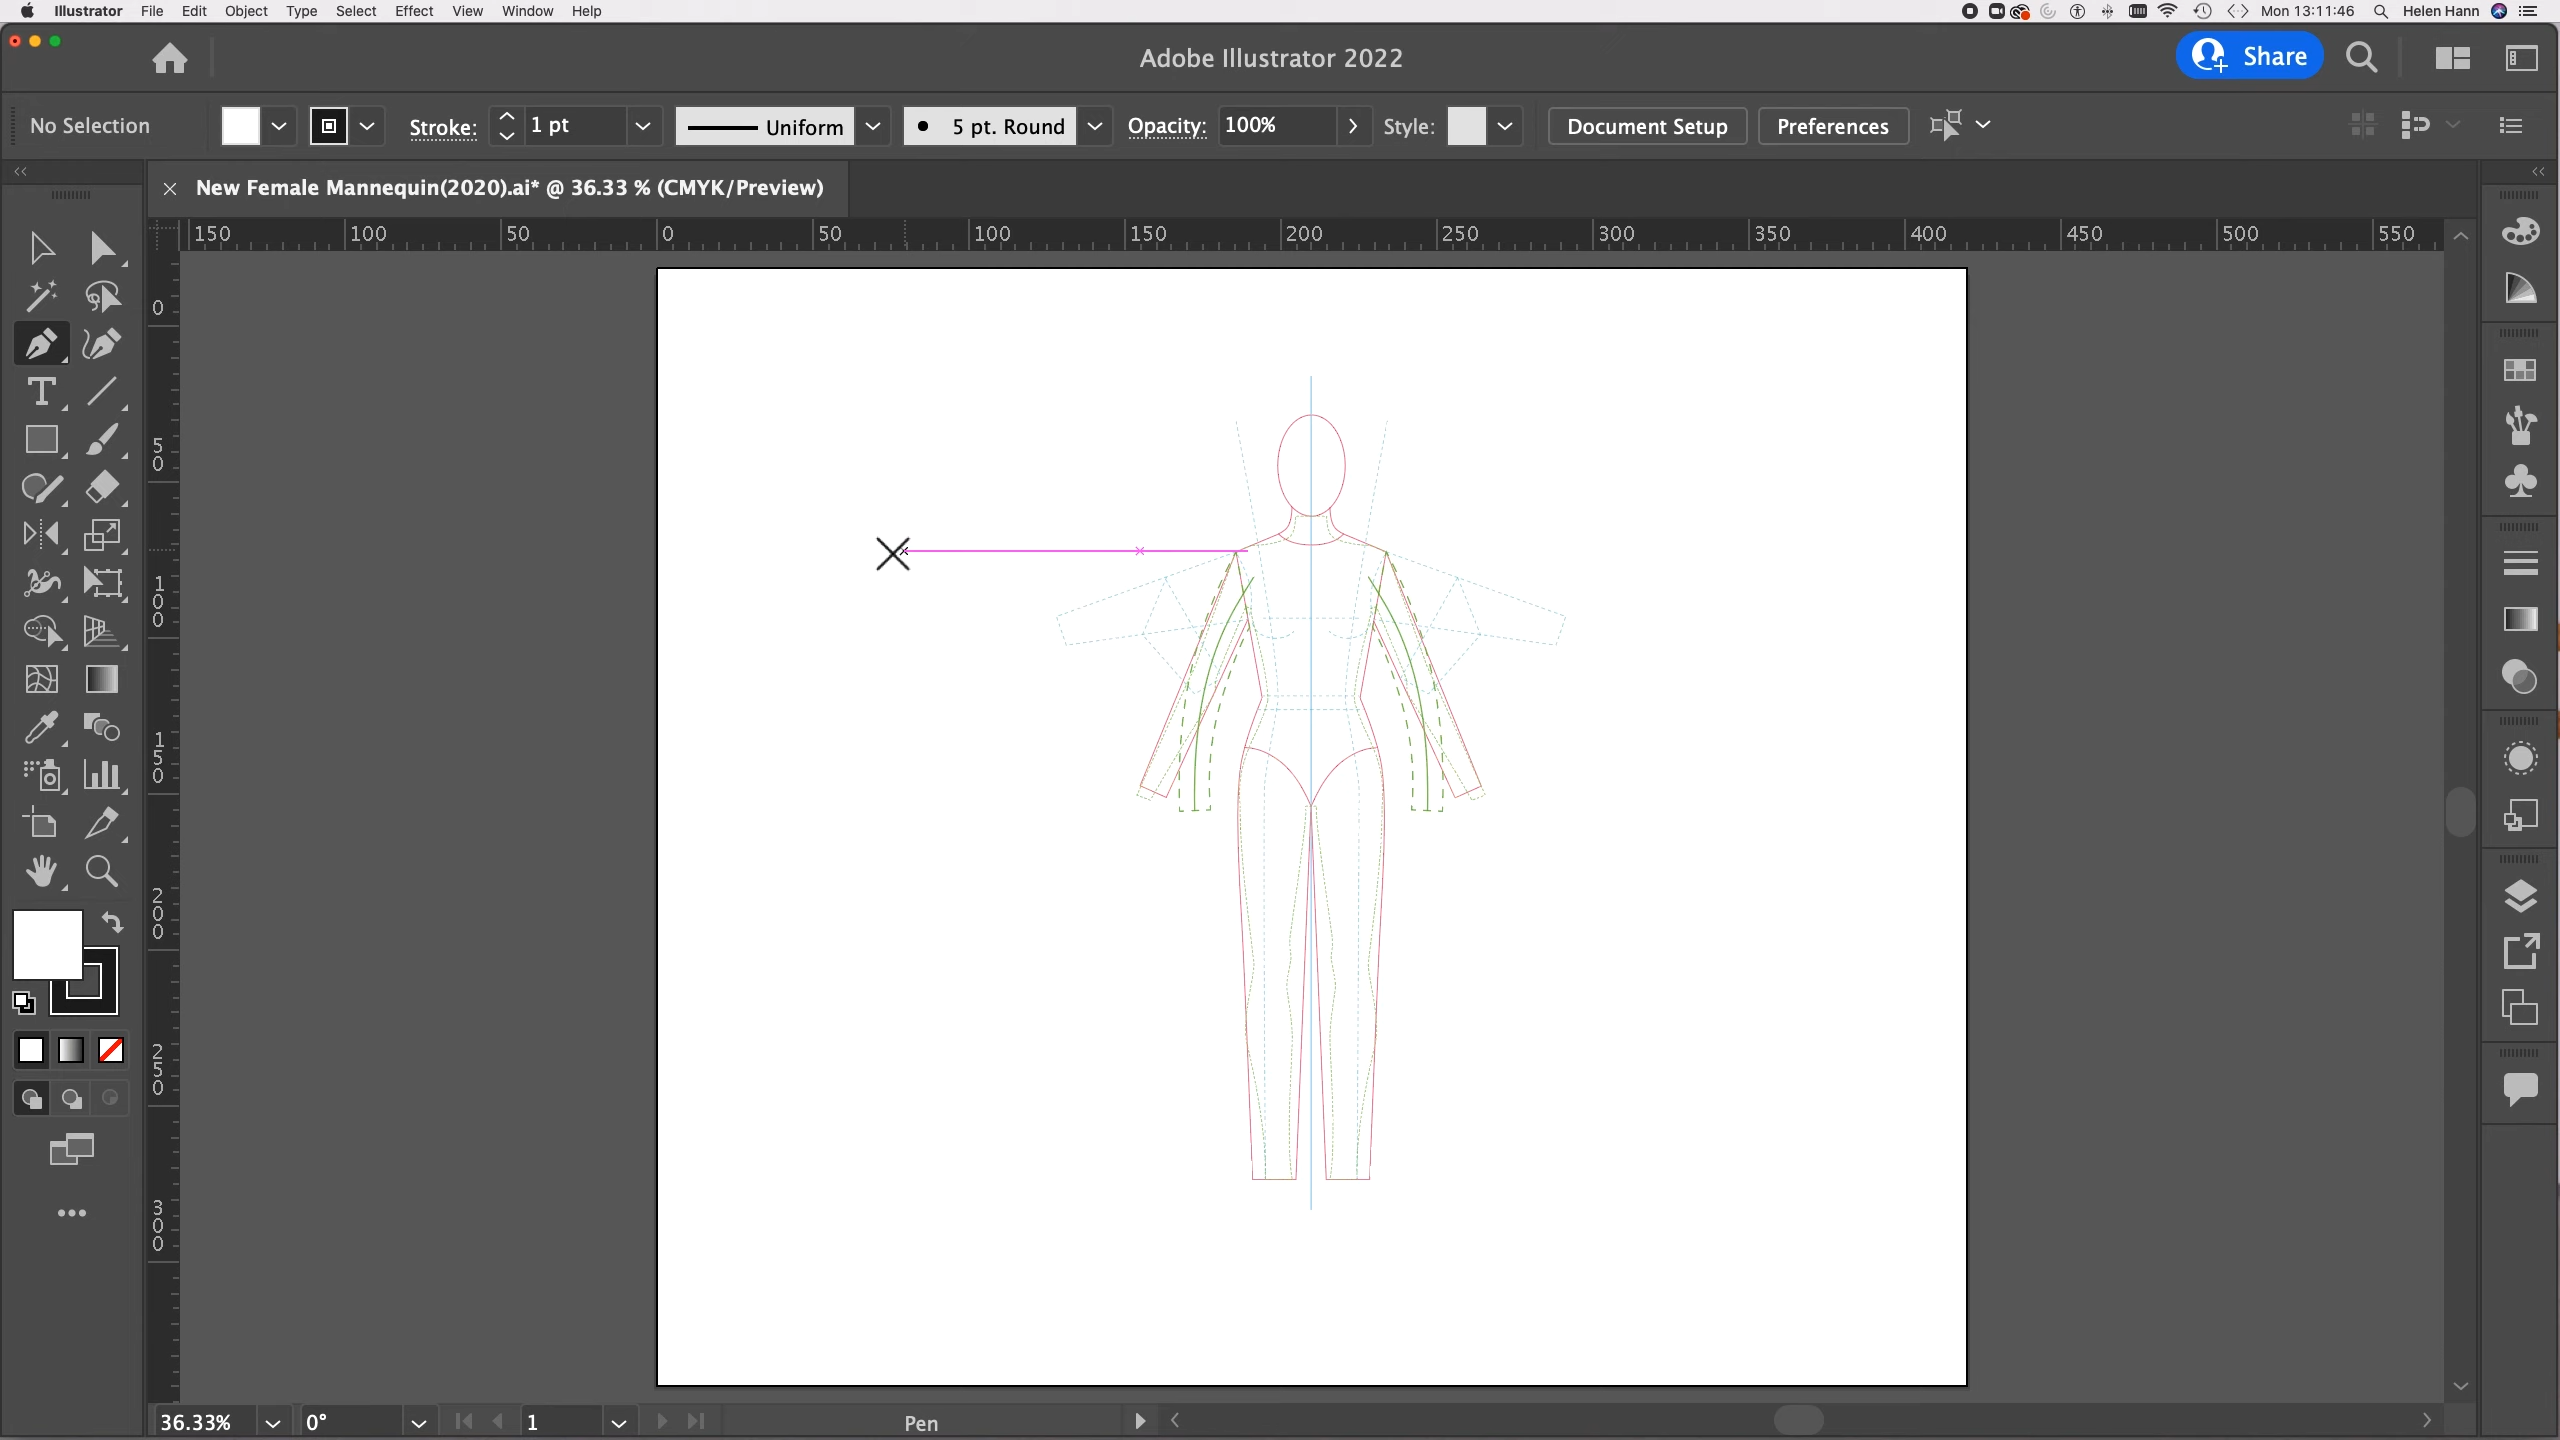 Illustrator File Edit Object Type Select Effect View Window Help Mon 13:11:46 Helen Hann
Adobe Illustrator 2022 Share
No Selection Stroke: 1 pt Uniform 5 pt. Round Opacity: 100% Style: Document Setup Preferences
New Female Mannequin(2020).ai* @ 36.33 % (CMYK/Preview)
150 100 50 0 50 100 150 200 250 300 350 400 450 500 550
0
50
100
150
200
250
300
36.33% 0° 1 Pen